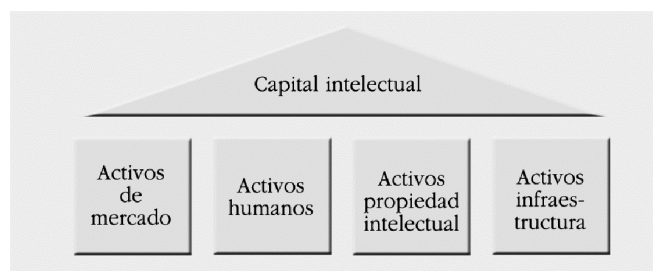 Capital intelectual
Activos
de
mercado
Activos
humanos
Activos
propiedad
intelectual
Activos
infraes-
tructura